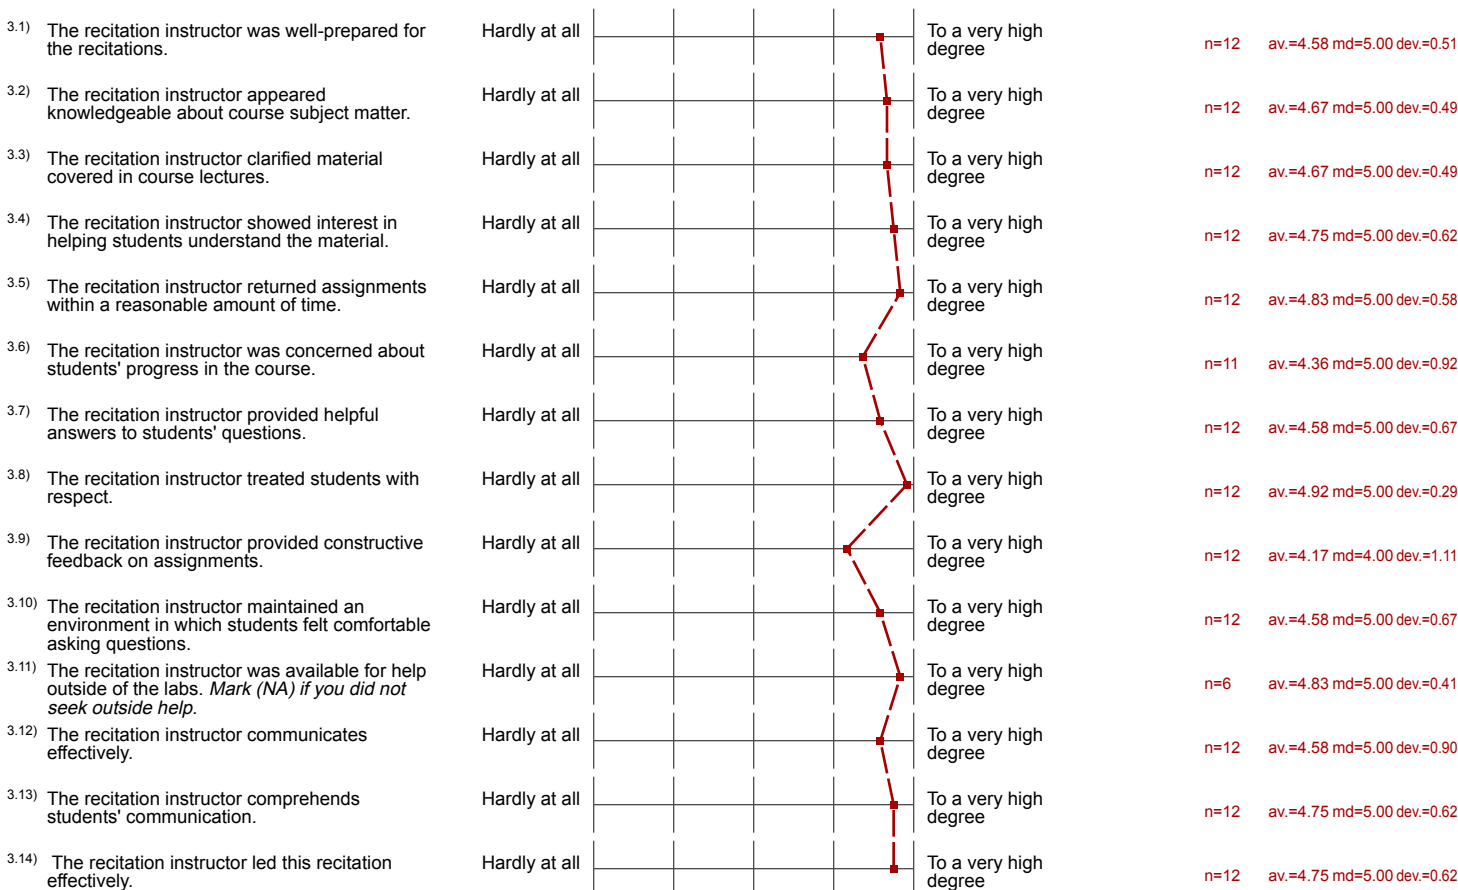 3.1) The recitation instructor was well-prepared for
the recitations.
Hardly at all
To a very high
degree
n=12 av.=4.58 md=5.00 dev.=0.51
3.2) The recitation instructor appeared
knowledgeable about course subject matter.
Hardly at all
To a very high
degree
n=12 av.=4.67 md=5.00 dev.=0.49
3.3) The recitation instructor clarified material
covered in course lectures.
Hardly at all
To a very high
degree
n=12 av.=4.67 md=5.00 dev.=0.49
3.4) The recitation instructor showed interest in
helping students understand the material.
Hardly at all
To a very high
degree
n=12 av.=4.75 md=5.00 dev.=0.62
3.5) The recitation instructor returned assignments
within a reasonable amount of time.
Hardly at all
To a very high
degree
n=12 av.=4.83 md=5.00 dev.=0.58
3.6) The recitation instructor was concerned about
students' progress in the course.
Hardly at all
To a very high
degree
n=11 av.=4.36 md=5.00 dev.=0.92
3.7) The recitation instructor provided helpful
answers to students' questions.
Hardly at all
To a very high
degree
n=12 av.=4.58 md=5.00 dev.=0.67
3.8) The recitation instructor treated students with
respect.
Hardly at all
To a very high
degree
n=12 av.=4.92 md=5.00 dev.=0.29
3.9) The recitation instructor provided constructive
feedback on assignments.
Hardly at all
To a very high
degree
n=12 av.=4.17 md=4.00 dev.=1.11
3.10) The recitation instructor maintained an
environment in which students felt comfortable
asking questions.
Hardly at all
To a very high
degree
n=12 av.=4.58 md=5.00 dev.=0.67
3.11) The recitation instructor was available for help
outside of the labs. Mark (NA) if you did not
seek outside help.
Hardly at all
To a very high
degree
n=6 av.=4.83 md=5.00 dev.=0.41
3.12) The recitation instructor communicates
effectively.
Hardly at all
To a very high
degree
n=12 av.=4.58 md=5.00 dev.=0.90
3.13) The recitation instructor comprehends
students' communication.
Hardly at all
To a very high
degree
n=12 av.=4.75 md=5.00 dev.=0.62
3.14) The recitation instructor led this recitation
effectively.
Hardly at all
To a very high
degree
n=12 av.=4.75 md=5.00 dev.=0.62